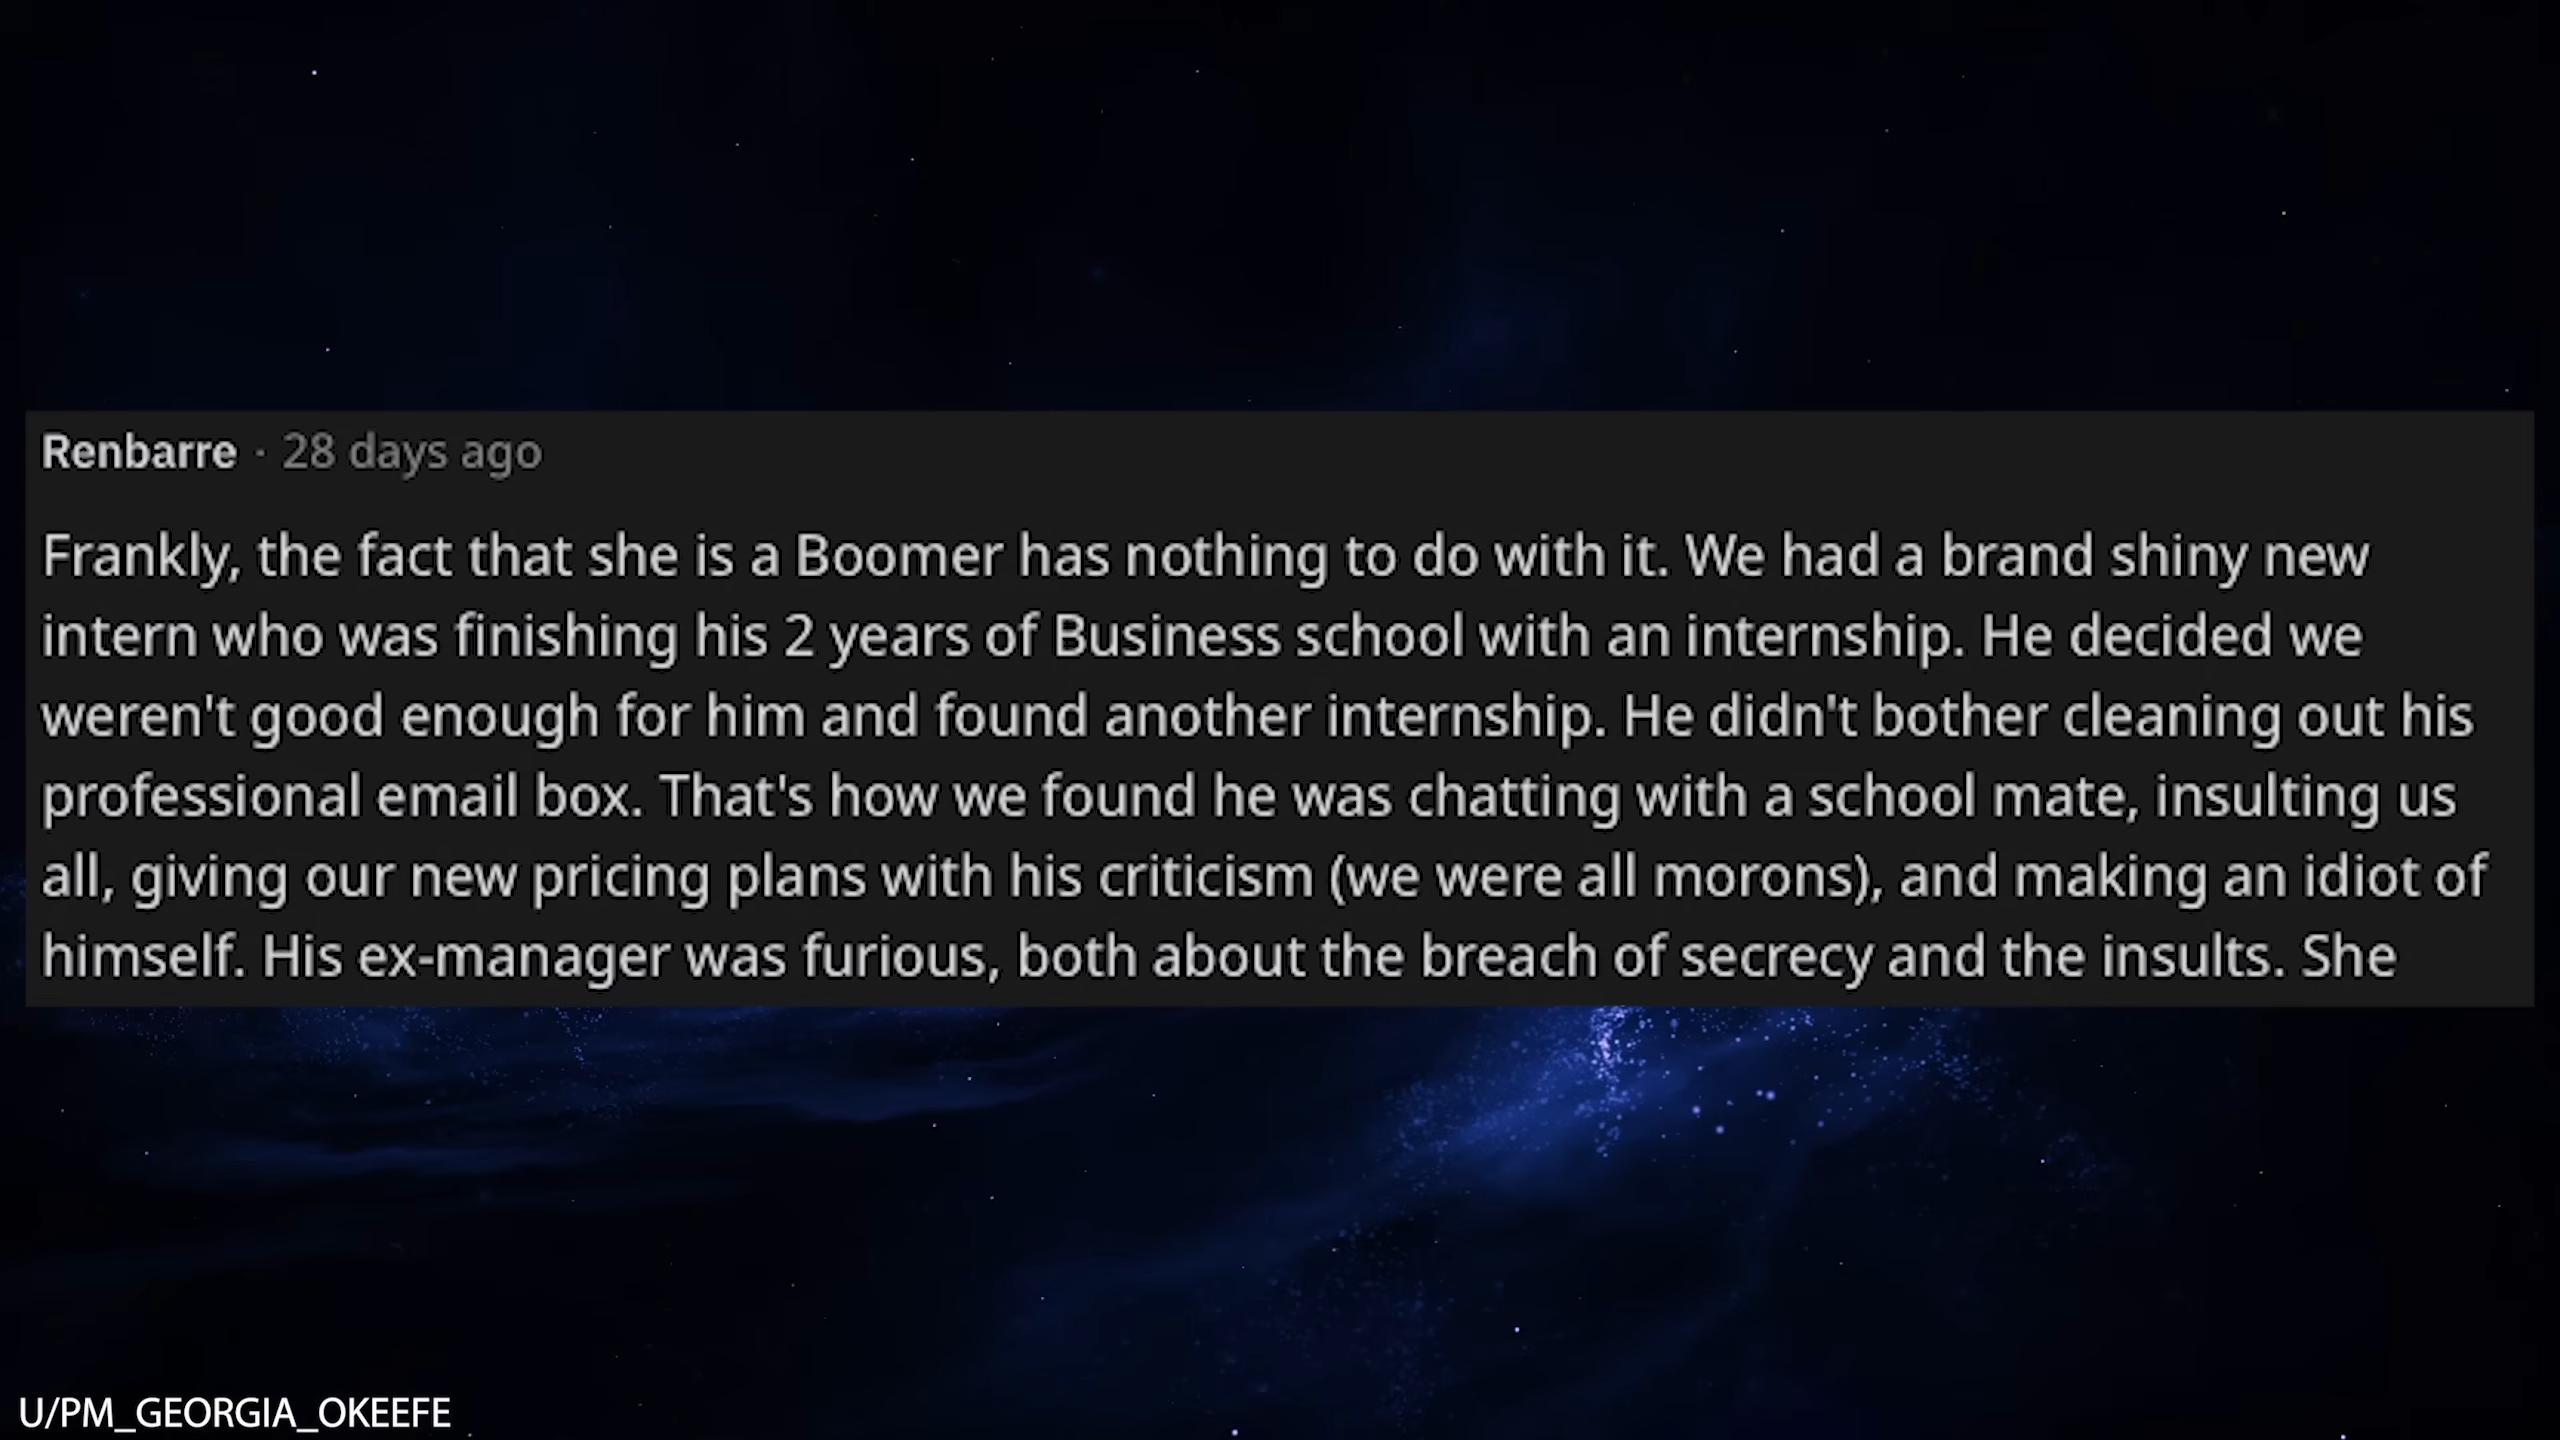 Renbarre · 28 days ago
Frankly, the fact that she is a Boomer has nothing to do with it. We had a brand shiny new
intern who was finishing his 2 years of Business school with an internship. He decided we
weren't good enough for him and found another internship. He didn't bother cleaning out his
professional email box. That's how we found he was chatting with a school mate, insulting us
all, giving our new pricing plans with his criticism (we were all morons), and making an idiot of
himself. His ex-manager was furious, both about the breach of secrecy and the insults. She
U/PM_GEORGIA_OKEEFE